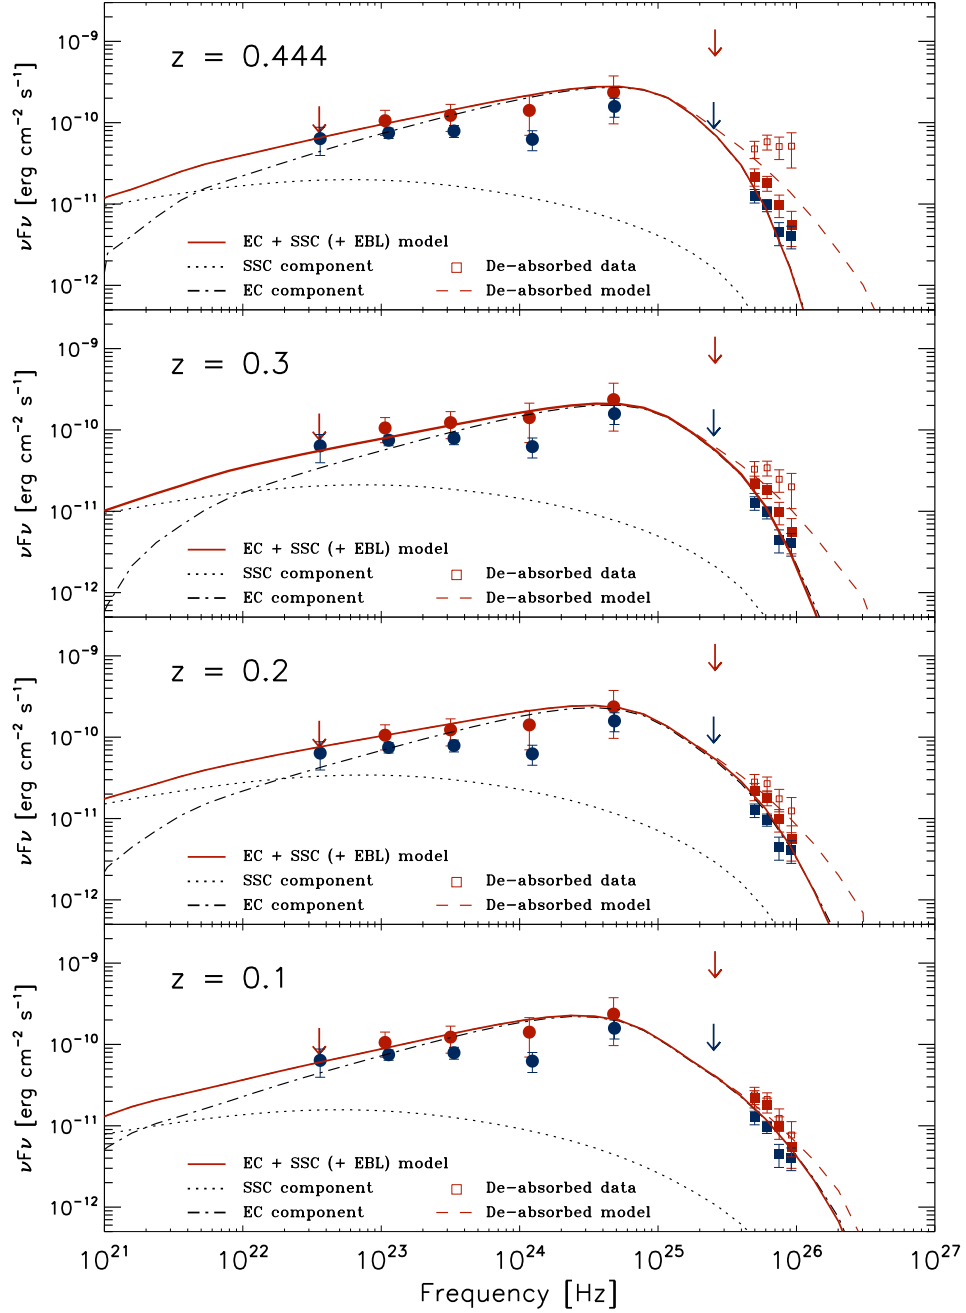 10⁻⁹
z = 0.444
10⁻¹⁰
10⁻¹¹
10⁻¹²
νFν [erg cm⁻² s⁻¹]
EC + SSC (+ EBL) model
SSC component
De-absorbed data
EC component
De-absorbed model
10⁻⁹
z = 0.3
10⁻¹⁰
10⁻¹¹
10⁻¹²
νFν [erg cm⁻² s⁻¹]
EC + SSC (+ EBL) model
SSC component
De-absorbed data
EC component
De-absorbed model
10⁻⁹
z = 0.2
10⁻¹⁰
10⁻¹¹
10⁻¹²
νFν [erg cm⁻² s⁻¹]
EC + SSC (+ EBL) model
SSC component
De-absorbed data
EC component
De-absorbed model
10⁻⁹
z = 0.1
10⁻¹⁰
10⁻¹¹
10⁻¹²
νFν [erg cm⁻² s⁻¹]
EC + SSC (+ EBL) model
SSC component
De-absorbed data
EC component
De-absorbed model
10²¹ 10²² 10²³ 10²⁴ 10²⁵ 10²⁶ 10²⁷
Frequency [Hz]